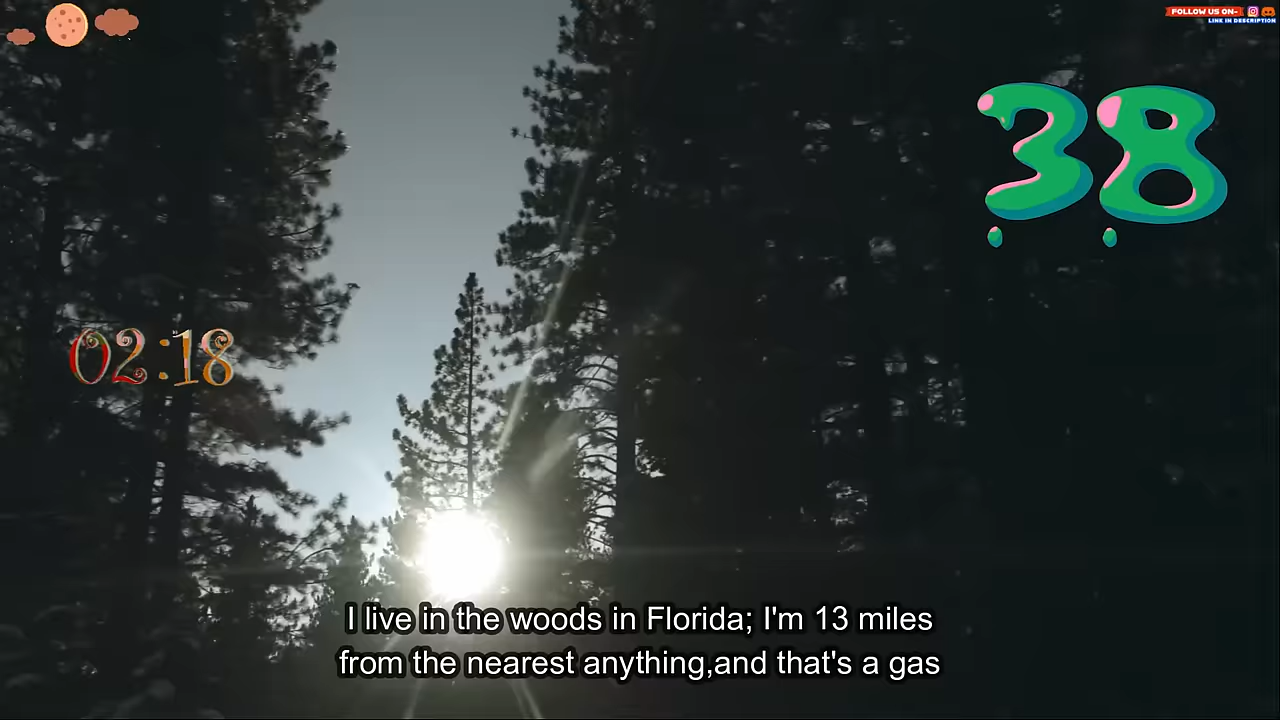 FOLLOW US ON-
LINK IN DESCRIPTION
38
02:18
I live in the woods in Florida; I'm 13 miles
from the nearest anything,and that's a gas